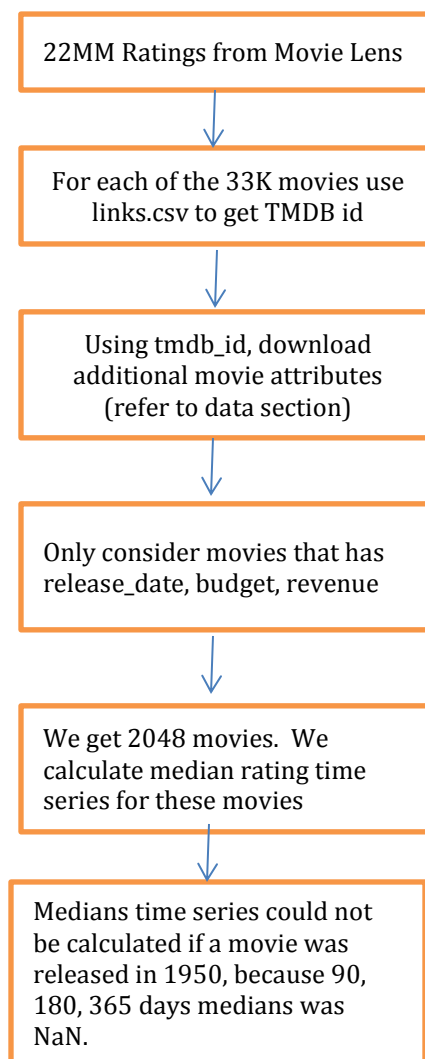 22MM Ratings from Movie Lens
For each of the 33K movies use
links.csv to get TMDB id
Using tmdb_id, download
additional movie attributes
(refer to data section)
Only consider movies that has
release_date, budget, revenue
We get 2048 movies.  We
calculate median rating time
series for these movies
Medians time series could not
be calculated if a movie was
released in 1950, because 90,
180, 365 days medians was
NaN.